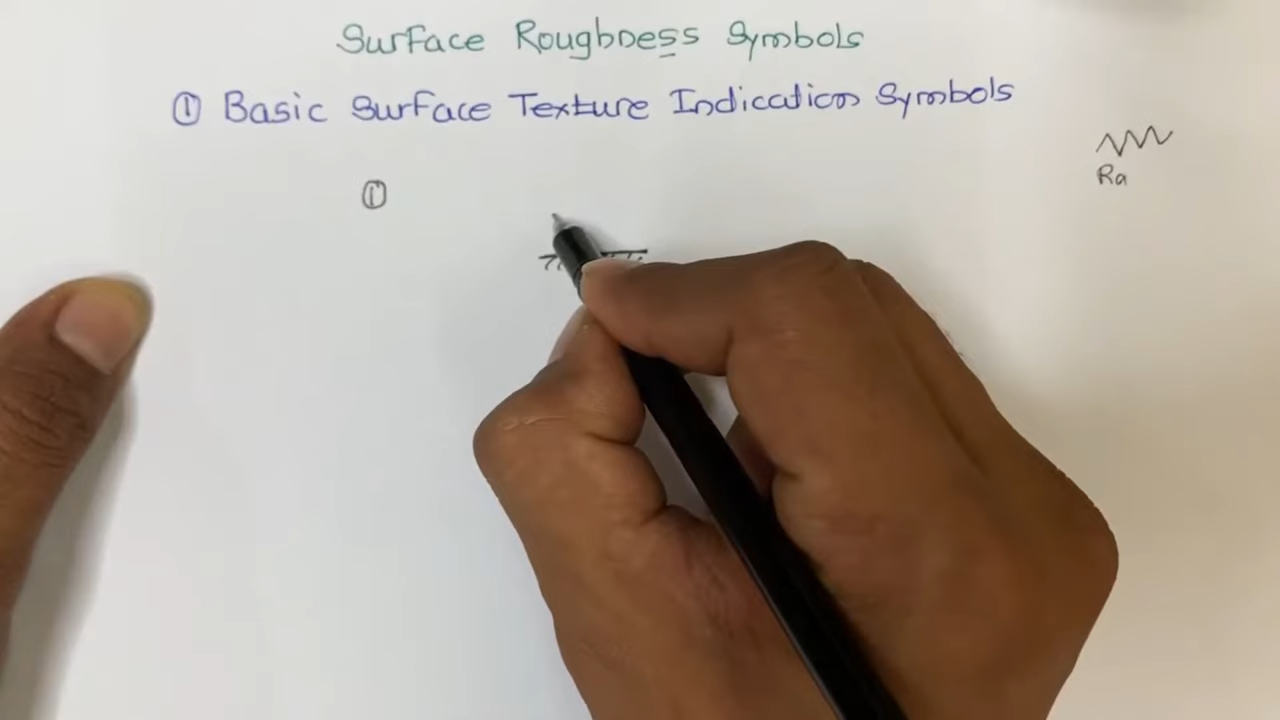 Surface Roughness Symbols
① Basic Surface Texture Indication Symbols
Ra
①